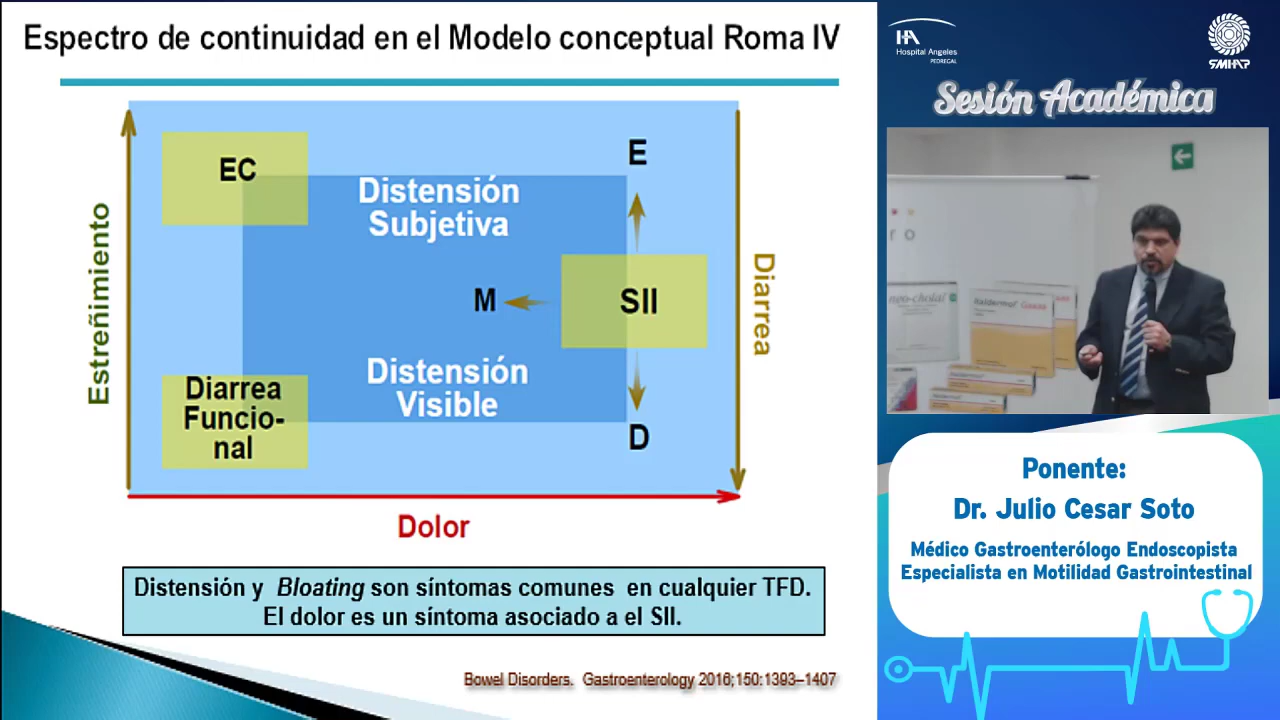 Espectro de continuidad en el Modelo conceptual Roma IV
Estreñimiento
EC
Distensión
Subjetiva
E
M
SII
Diarrea
Diarrea
Funcio-
nal
Distensión
Visible
D
Dolor
Distensión y Bloating son síntomas comunes en cualquier TFD.
El dolor es un síntoma asociado a el SII.
Bowel Disorders. Gastroenterology 2016;150:1393–1407
HA
Hospital Angeles
PEDREGAL
SMHAP
Sesión Académica
neo-cholal
Ponente:
Dr. Julio Cesar Soto
Médico Gastroenterólogo Endoscopista
Especialista en Motilidad Gastrointestinal